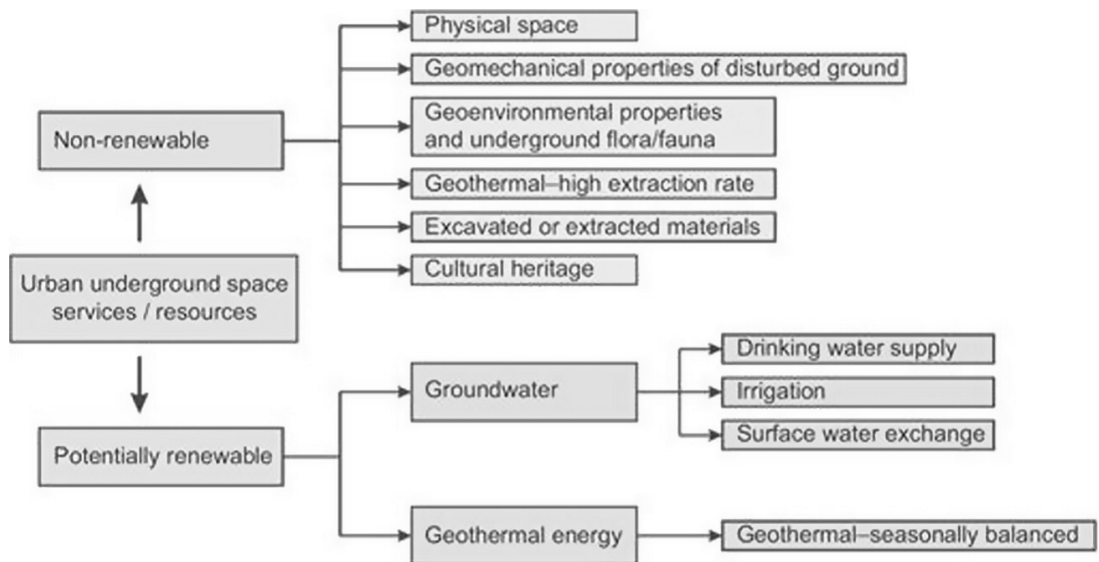 Physical space
Geomechanical properties of disturbed ground
Geoenvironmental properties
and underground flora/fauna
Non-renewable
Geothermal–high extraction rate
Excavated or extracted materials
Cultural heritage
Urban underground space
services / resources
Drinking water supply
Groundwater
Irrigation
Surface water exchange
Potentially renewable
Geothermal energy
Geothermal–seasonally balanced